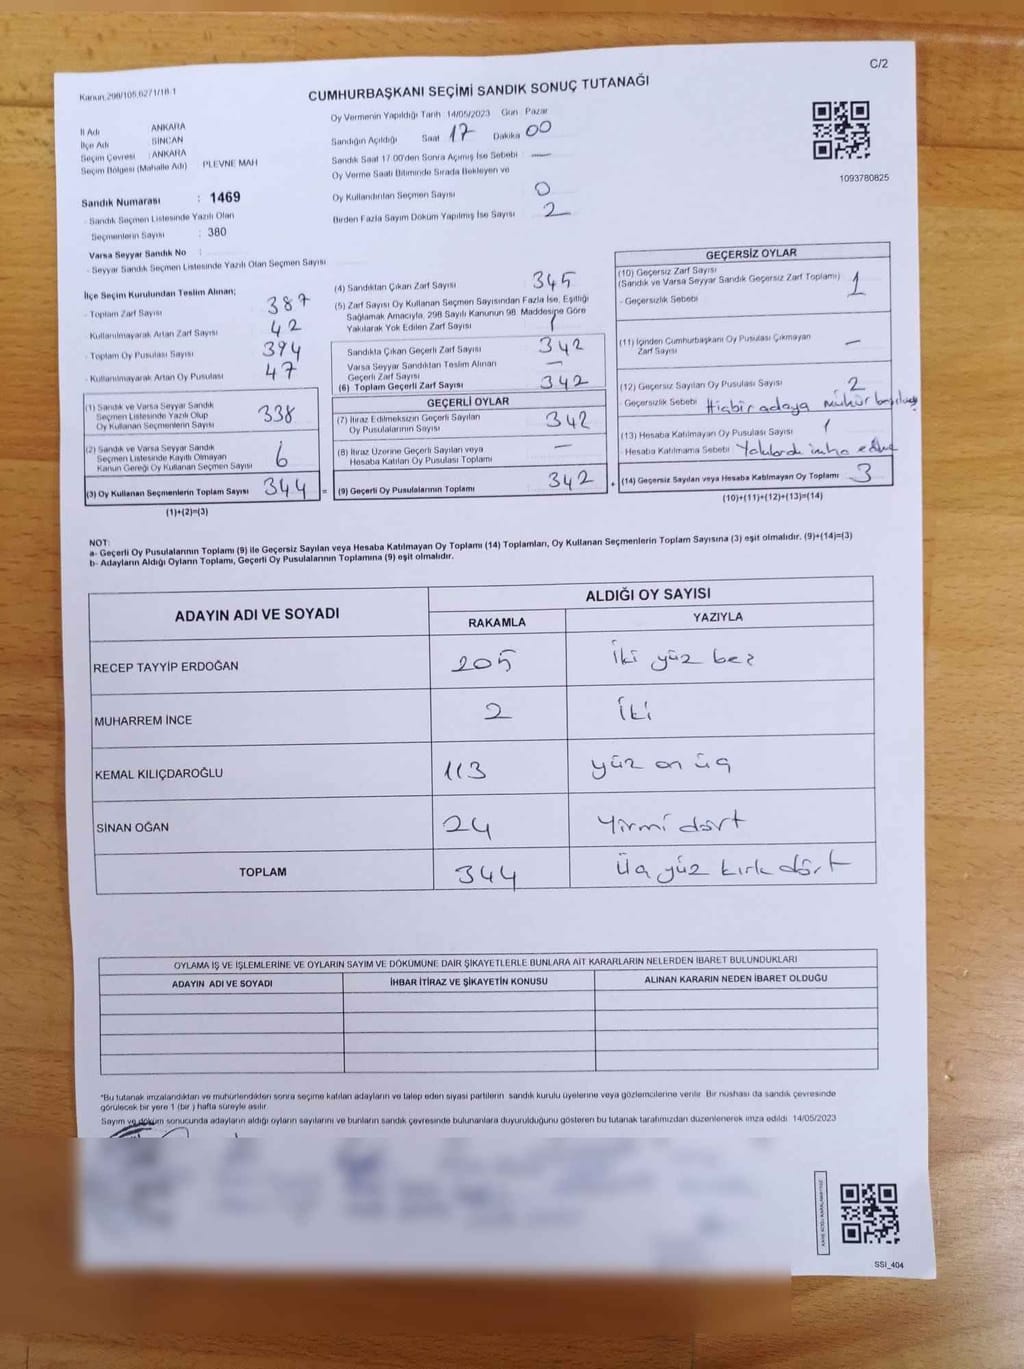 C/2
Kanun 298/105,6271/18-1
CUMHURBAŞKANI SEÇİMİ SANDIK SONUÇ TUTANAĞI
İl Adı ANKARA
İlçe Adı SİNCAN
Seçim Çevresi : ANKARA
Seçim Bölgesi (Mahalle Adı) PLEVNE MAH
Sandık Numarası : 1469
- Sandık Seçmen Listesinde Yazılı Olan
Seçmenlerin Sayısı : 380
Varsa Seyyar Sandık No :
- Seyyar Sandık Seçmen Listesinde Yazılı Olan Seçmen Sayısı
Oy Vermenin Yapıldığı Tarih 14/05/2023 Gün Pazar
Sandığın Açıldığı Saat 17 Dakika 00
Sandık Saat 17.00'den Sonra Açılmış İse Sebebi —
Oy Verme Saati Bitiminde Sırada Bekleyen ve
Oy Kullandırılan Seçmen Sayısı 0
Birden Fazla Sayım Döküm Yapılmış İse Sayısı 2
1093780825
İlçe Seçim Kurulundan Teslim Alınan;
- Toplam Zarf Sayısı 387
- Kullanılmayarak Artan Zarf Sayısı 42
- Toplam Oy Pusulası Sayısı 394
- Kullanılmayarak Artan Oy Pusulası 47
(1) Sandık ve Varsa Seyyar Sandık
Seçmen Listesinde Yazılı Olup
Oy Kullanan Seçmenlerin Sayısı 338
(2) Sandık ve Varsa Seyyar Sandık
Seçmen Listesinde Kayıtlı Olmayan
Kanun Gereği Oy Kullanan Seçmen Sayısı 6
(3) Oy Kullanan Seçmenlerin Toplam Sayısı 344 =
(1)+(2)=(3)
(4) Sandıktan Çıkan Zarf Sayısı 345
(5) Zarf Sayısı Oy Kullanan Seçmen Sayısından Fazla İse, Eşitliği
Sağlamak Amacıyla, 298 Sayılı Kanunun 98. Maddesine Göre
Yakılarak Yok Edilen Zarf Sayısı 1
Sandıkta Çıkan Geçerli Zarf Sayısı 342
Varsa Seyyar Sandıktan Teslim Alınan
Geçerli Zarf Sayısı —
(6) Toplam Geçerli Zarf Sayısı 342
GEÇERLİ OYLAR
(7) İtiraz Edilmeksizin Geçerli Sayılan
Oy Pusulalarının Sayısı 342
(8) İtiraz Üzerine Geçerli Sayılan veya
Hesaba Katılan Oy Pusulası Toplamı —
(9) Geçerli Oy Pusulalarının Toplamı 342 +
GEÇERSİZ OYLAR
(10) Geçersiz Zarf Sayısı
(Sandık ve Varsa Seyyar Sandık Geçersiz Zarf Toplamı) 1
- Geçersizlik Sebebi
(11) İçinden Cumhurbaşkanı Oy Pusulası Çıkmayan
Zarf Sayısı —
(12) Geçersiz Sayılan Oy Pusulası Sayısı 2
- Geçersizlik Sebebi Hiçbir adaya mühür
(13) Hesaba Katılmayan Oy Pusulası Sayısı 1
Hesaba Katılmama Sebebi Yakılarak imha
(14) Geçersiz Sayılan veya Hesaba Katılmayan Oy Toplamı 3
(10)+(11)+(12)+(13)=(14)
NOT:
a- Geçerli Oy Pusulalarının Toplamı (9) ile Geçersiz Sayılan veya Hesaba Katılmayan Oy Toplamı (14) Toplamları, Oy Kullanan Seçmenlerin Toplam Sayısına (3) eşit olmalıdır. (9)+(14)=(3)
b- Adayların Aldığı Oyların Toplamı, Geçerli Oy Pusulalarının Toplamına (9) eşit olmalıdır.
ADAYIN ADI VE SOYADI ALDIĞI OY SAYISI
RAKAMLA YAZIYLA
RECEP TAYYİP ERDOĞAN 205 İki yüz beş
MUHARREM İNCE 2 İki
KEMAL KILIÇDAROĞLU 113 yüz on üç
SİNAN OĞAN 24 Yirmi dört
TOPLAM 344 Üç yüz kırk dört
OYLAMA İŞ VE İŞLEMLERİNE VE OYLARIN SAYIM VE DÖKÜMÜNE DAİR ŞİKAYETLERLE BUNLARA AİT KARARLARIN NELERDEN İBARET BULUNDUKLARI
ADAYIN ADI VE SOYADI İHBAR İTİRAZ VE ŞİKAYETİN KONUSU ALINAN KARARIN NEDEN İBARET OLDUĞU
*Bu tutanak imzalandıktan ve mühürlendikten sonra seçime katılan adayların ve talep eden siyasi partilerin sandık kurulu üyelerine veya gözlemcilerine verilir. Bir nüshası da sandık çevresinde
görülecek bir yere 1 (bir) hafta süreyle asılır.
Sayım ve döküm sonucunda adayların aldığı oyların sayılarını ve bunların sandık çevresinde bulunanlara duyurulduğunu gösteren bu tutanak tarafımızdan düzenlenerek imza edildi. 14/05/2023
SSI_404